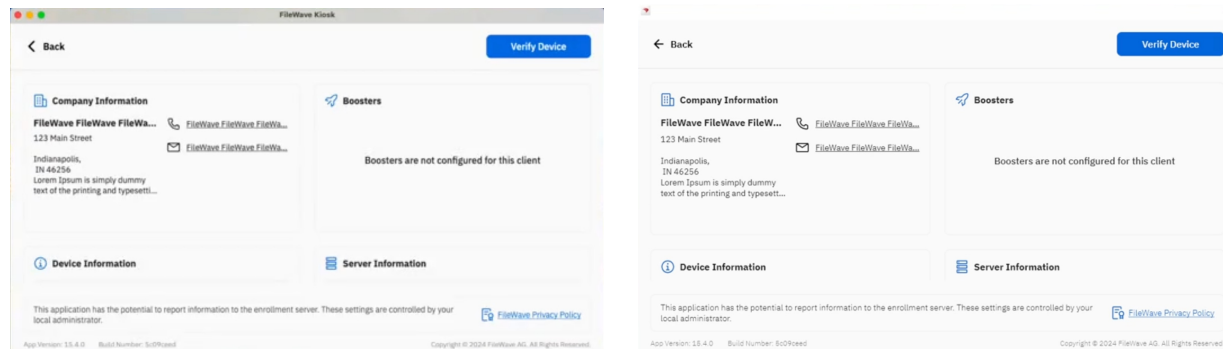 FileWave Kiosk
Back
Verify Device
Company Information
FileWave FileWave FileWa...
123 Main Street
Indianapolis,
IN 46256
Lorem Ipsum is simply dummy
text of the printing and typesetti...
FileWave FileWave FileWa...
FileWave FileWave FileWa...
Boosters
Boosters are not configured for this client
Device Information
Server Information
This application has the potential to report information to the enrollment server. These settings are controlled by your
local administrator.
FileWave Privacy Policy
App Version: 15.4.0 Build Number: 5c09ceed
Copyright © 2024 FileWave AG. All Rights Reserved.
Back
Verify Device
Company Information
FileWave FileWave FileW...
123 Main Street
Indianapolis,
IN 46256
Lorem Ipsum is simply dummy
text of the printing and typesett...
FileWave FileWave FileWa...
FileWave FileWave FileWa...
Boosters
Boosters are not configured for this client
Device Information
Server Information
This application has the potential to report information to the enrollment server. These settings are controlled by your
local administrator.
FileWave Privacy Policy
App Version: 15.4.0 Build Number: 5c09ceed
Copyright © 2024 FileWave AG. All Rights Reserved